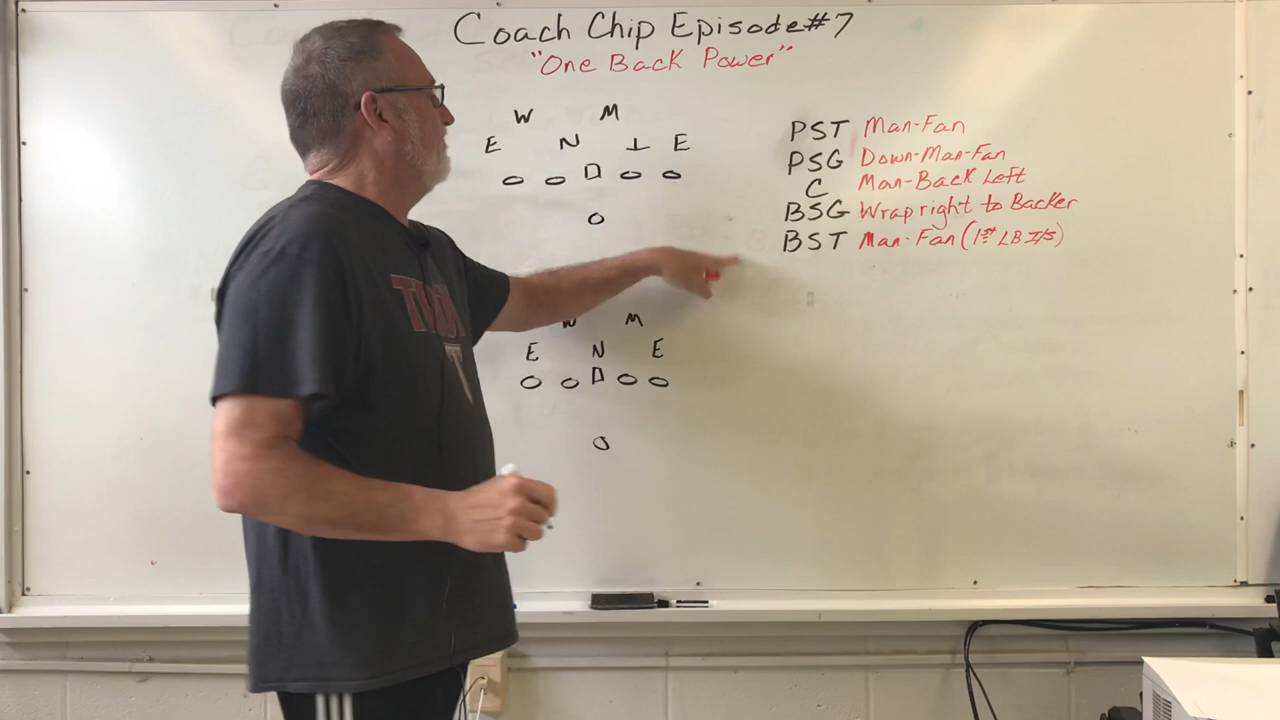 Coach Chip Episode #7
"One Back Power"
W M
E N T E
PST Man-Fan
PSG Down-Man-Fan
C Man-Back Left
BSG Wrap right to Backer
BST Man-Fan (1st LB I/S)
W M
E N E
T